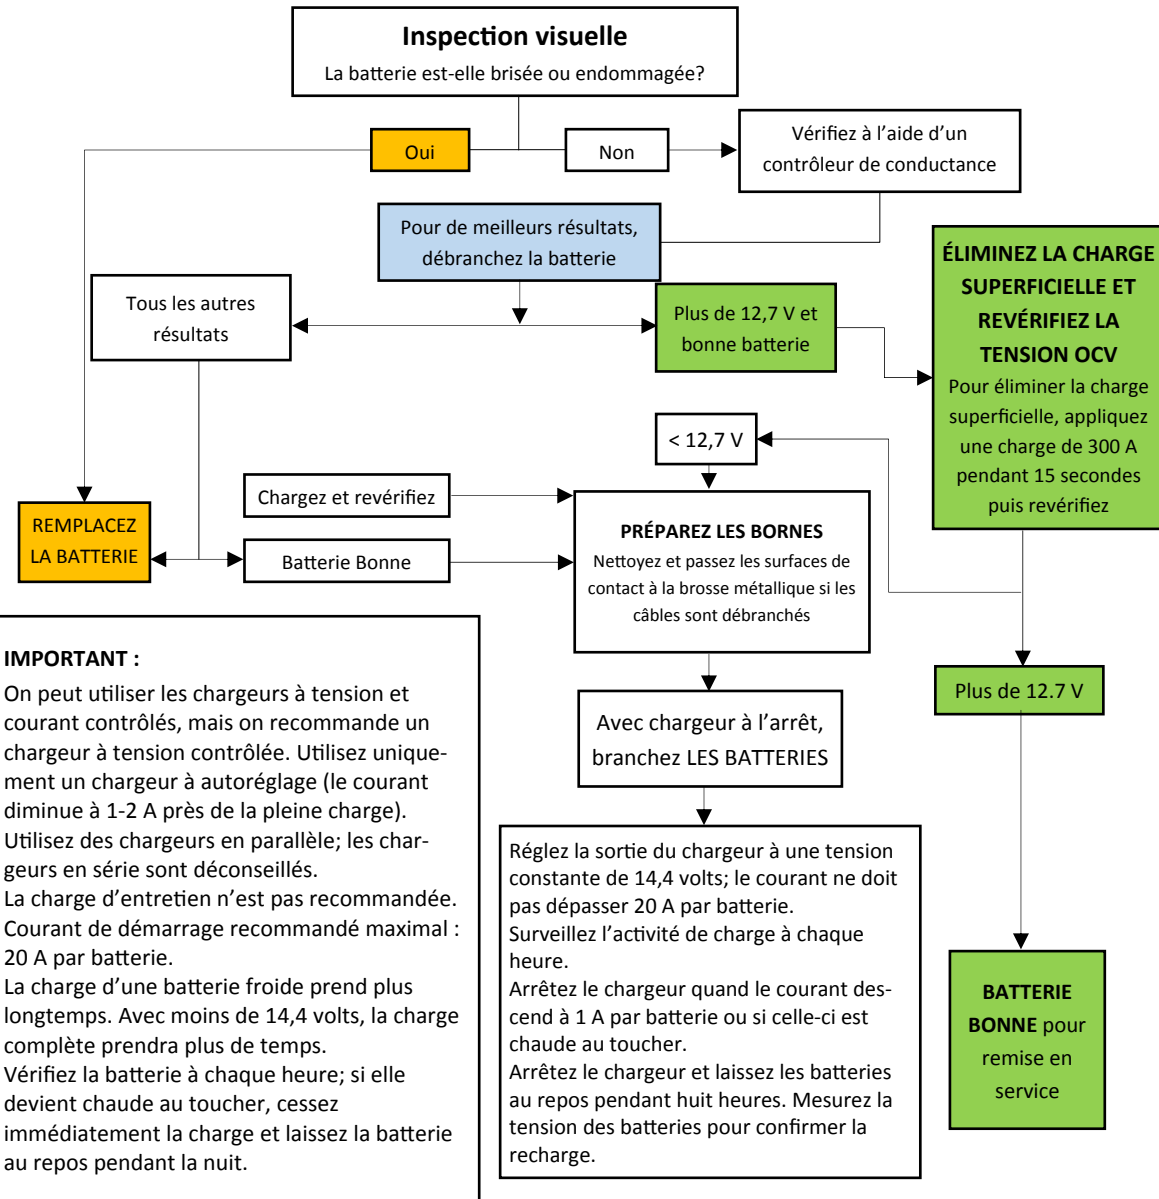 Inspection visuelle
La batterie est-elle brisée ou endommagée?
Oui
Non
Vérifiez à l’aide d’un
contrôleur de conductance
Pour de meilleurs résultats,
débranchez la batterie
Tous les autres
résultats
Plus de 12,7 V et
bonne batterie
ÉLIMINEZ LA CHARGE
SUPERFICIELLE ET
REVÉRIFIEZ LA
TENSION OCV
Pour éliminer la charge
superficielle, appliquez
une charge de 300 A
pendant 15 secondes
puis revérifiez
< 12,7 V
Chargez et revérifiez
REMPLACEZ
LA BATTERIE
Batterie Bonne
PRÉPAREZ LES BORNES
Nettoyez et passez les surfaces de
contact à la brosse métallique si les
câbles sont débranchés
Plus de 12.7 V
Avec chargeur à l’arrêt,
branchez LES BATTERIES
IMPORTANT :
On peut utiliser les chargeurs à tension et
courant contrôlés, mais on recommande un
chargeur à tension contrôlée. Utilisez unique-
ment un chargeur à autoréglage (le courant
diminue à 1-2 A près de la pleine charge).
Utilisez des chargeurs en parallèle; les char-
geurs en série sont déconseillés.
La charge d’entretien n’est pas recommandée.
Courant de démarrage recommandé maximal :
20 A par batterie.
La charge d’une batterie froide prend plus
longtemps. Avec moins de 14,4 volts, la charge
complète prendra plus de temps.
Vérifiez la batterie à chaque heure; si elle
devient chaude au toucher, cessez
immédiatement la charge et laissez la batterie
au repos pendant la nuit.
Réglez la sortie du chargeur à une tension
constante de 14,4 volts; le courant ne doit
pas dépasser 20 A par batterie.
Surveillez l’activité de charge à chaque
heure.
Arrêtez le chargeur quand le courant des-
cend à 1 A par batterie ou si celle-ci est
chaude au toucher.
Arrêtez le chargeur et laissez les batteries
au repos pendant huit heures. Mesurez la
tension des batteries pour confirmer la
recharge.
BATTERIE
BONNE pour
remise en
service